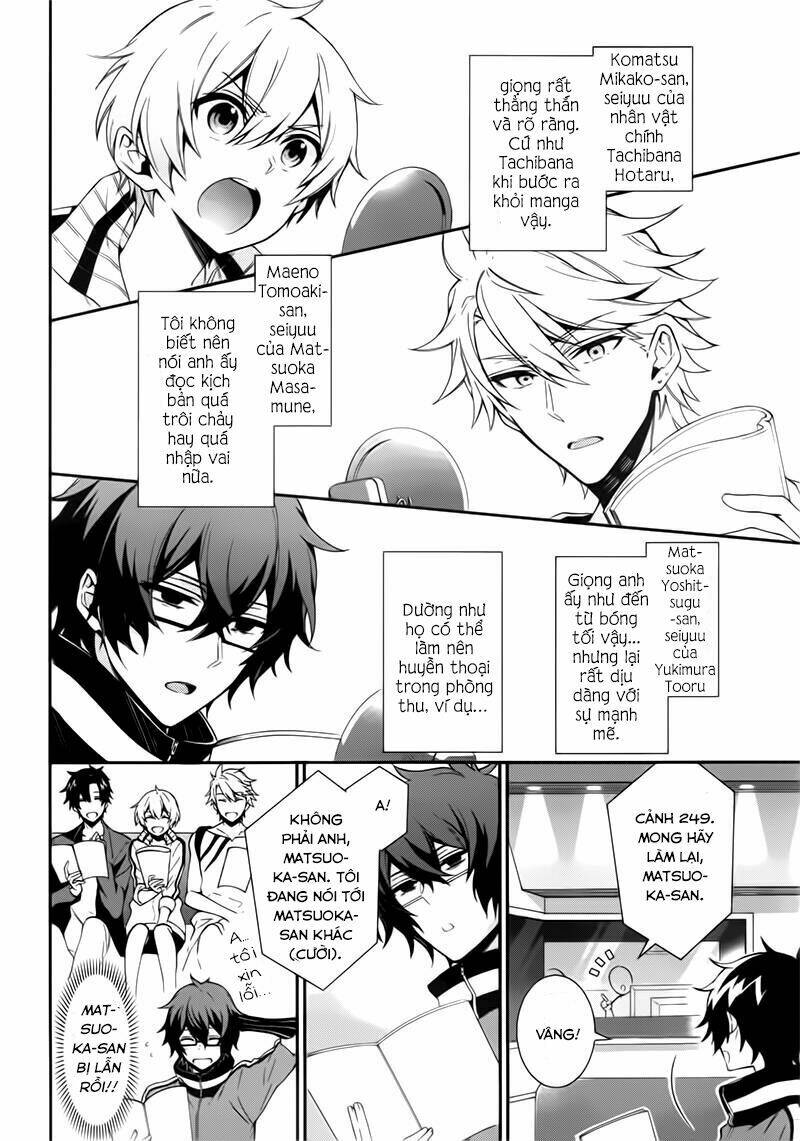 Komatsu
Mikako-san,
seiyuu của
nhân vật
chính
Tachibana
Hotaru,
giọng rất
thẳng thắn
và rõ ràng.
Cứ như
Tachibana
khi bước ra
khỏi manga
vậy.
Maeno
Tomoaki-
san,
seiyuu
của Mat-
suoka
Masa-
mune,
Tôi không
biết nên
nói anh ấy
đọc kịch
bản quá
trôi chảy
hay quá
nhập vai
nữa.
Mat-
suoka
Yoshit-
sugu
-san,
seiyuu
của
Yukimura
Tooru
Giọng anh
ấy như đến
từ bóng
tối vậy...
nhưng lại
rất dịu
dàng với
sự mạnh
mẽ.
Dường như
họ có thể
làm nên
huyền thoại
trong phòng
thu, ví dụ...
CẢNH 249.
MONG HÃY
LÀM LẠI,
MATSUO-
KA-SAN.
VÂNG!
A!
KHÔNG
PHẢI ANH,
MATSUO-
KA-SAN. TÔI
ĐANG NÓI TỚI
MATSUOKA-
SAN KHÁC
(CƯỜI).
A...
tôi
xin
lỗi...
MAT-
SUO-
KA-SAN
BỊ LẪN
RỒI!!